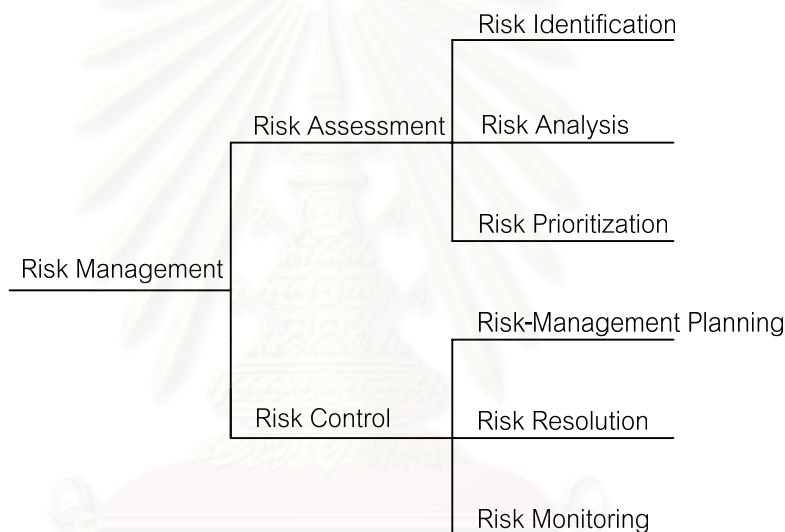 Risk Identification
Risk Assessment
Risk Analysis
Risk Prioritization
Risk Management
Risk-Management Planning
Risk Control
Risk Resolution
Risk Monitoring